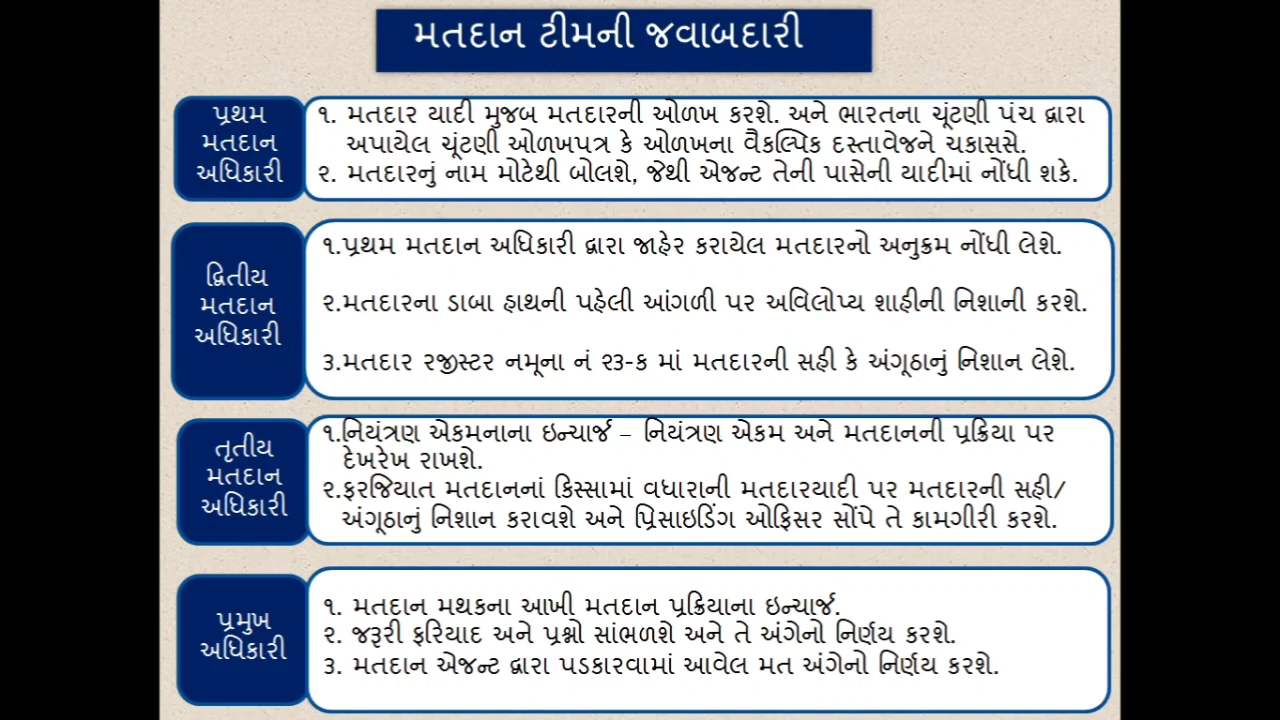 મતદાન ટીમની જવાબદારી
પ્રથમ
મતદાન
અધિકારી
૧. મતદાર યાદી મુજબ મતદારની ઓળખ કરશે. અને ભારતના ચૂંટણી પંચ દ્વારા
અપાયેલ ચૂંટણી ઓળખપત્ર કે ઓળખના વૈકલ્પિક દસ્તાવેજને ચકાસસે.
૨. મતદારનું નામ મોટેથી બોલશે, જેથી એજન્ટ તેની પાસેની યાદીમાં નોંધી શકે.
દ્વિતીય
મતદાન
અધિકારી
૧.પ્રથમ મતદાન અધિકારી દ્વારા જાહેર કરાયેલ મતદારનો અનુક્રમ નોંધી લેશે.
૨.મતદારના ડાબા હાથની પહેલી આંગળી પર અવિલોપ્ય શાહીની નિશાની કરશે.
૩.મતદાર રજીસ્ટર નમૂના નં ૨૩-ક માં મતદારની સહી કે અંગૂઠાનું નિશાન લેશે.
તૃતીય
મતદાન
અધિકારી
૧.નિયંત્રણ એકમનાના ઇન્ચાર્જ – નિયંત્રણ એકમ અને મતદાનની પ્રક્રિયા પર
દેખરેખ રાખશે.
૨.ફરજિયાત મતદાનનાં કિસ્સામાં વધારાની મતદારયાદી પર મતદારની સહી/
અંગૂઠાનું નિશાન કરાવશે અને પ્રિસાઇડિંગ ઓફિસર સોંપે તે કામગીરી કરશે.
પ્રમુખ
અધિકારી
૧. મતદાન મથકના આખી મતદાન પ્રક્રિયાના ઇન્ચાર્જ.
૨. જરૂરી ફરિયાદ અને પ્રશ્નો સાંભળશે અને તે અંગેનો નિર્ણય કરશે.
૩. મતદાન એજન્ટ દ્વારા પડકારવામાં આવેલ મત અંગેનો નિર્ણય કરશે.